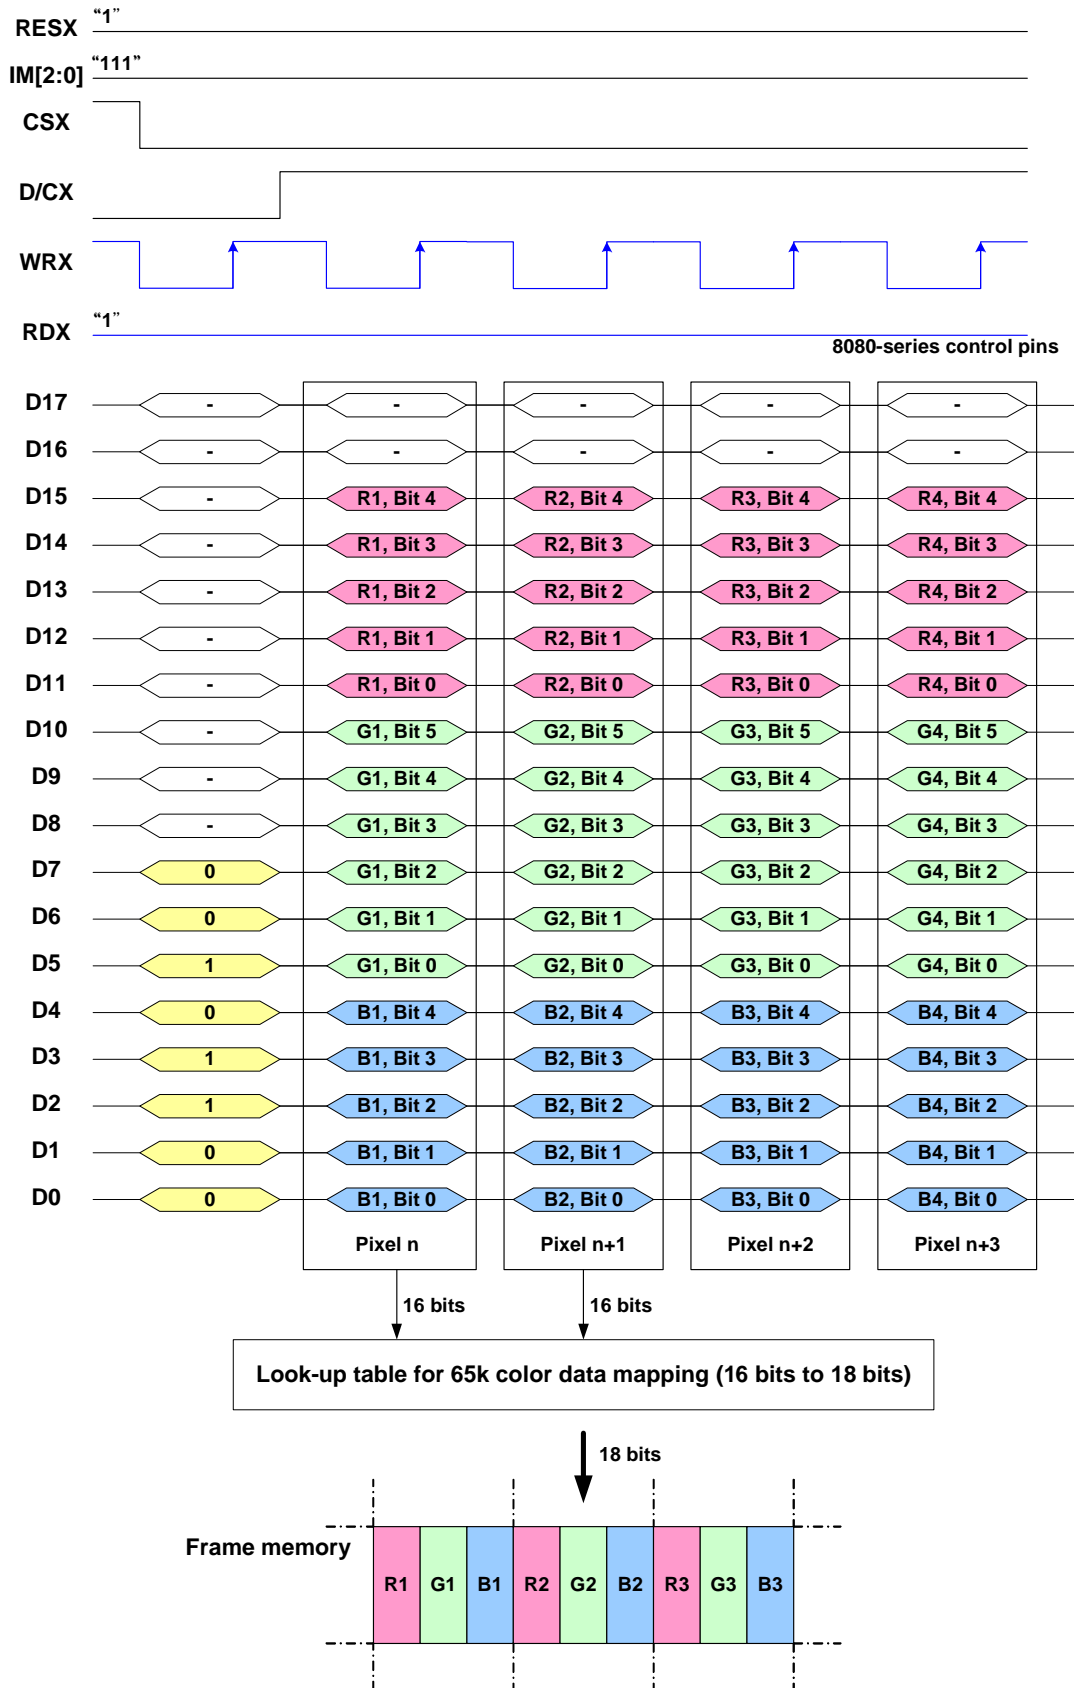 RESX "1"
IM[2:0] "111"
CSX
D/CX
WRX
RDX "1"
8080-series control pins
D17 - - - - -
D16 - - - - -
D15 - R1, Bit 4 R2, Bit 4 R3, Bit 4 R4, Bit 4
D14 - R1, Bit 3 R2, Bit 3 R3, Bit 3 R4, Bit 3
D13 - R1, Bit 2 R2, Bit 2 R3, Bit 2 R4, Bit 2
D12 - R1, Bit 1 R2, Bit 1 R3, Bit 1 R4, Bit 1
D11 - R1, Bit 0 R2, Bit 0 R3, Bit 0 R4, Bit 0
D10 - G1, Bit 5 G2, Bit 5 G3, Bit 5 G4, Bit 5
D9 - G1, Bit 4 G2, Bit 4 G3, Bit 4 G4, Bit 4
D8 - G1, Bit 3 G2, Bit 3 G3, Bit 3 G4, Bit 3
D7 0 G1, Bit 2 G2, Bit 2 G3, Bit 2 G4, Bit 2
D6 0 G1, Bit 1 G2, Bit 1 G3, Bit 1 G4, Bit 1
D5 1 G1, Bit 0 G2, Bit 0 G3, Bit 0 G4, Bit 0
D4 0 B1, Bit 4 B2, Bit 4 B3, Bit 4 B4, Bit 4
D3 1 B1, Bit 3 B2, Bit 3 B3, Bit 3 B4, Bit 3
D2 1 B1, Bit 2 B2, Bit 2 B3, Bit 2 B4, Bit 2
D1 0 B1, Bit 1 B2, Bit 1 B3, Bit 1 B4, Bit 1
D0 0 B1, Bit 0 B2, Bit 0 B3, Bit 0 B4, Bit 0
Pixel n Pixel n+1 Pixel n+2 Pixel n+3
16 bits 16 bits
Look-up table for 65k color data mapping (16 bits to 18 bits)
18 bits
Frame memory
R1 G1 B1 R2 G2 B2 R3 G3 B3